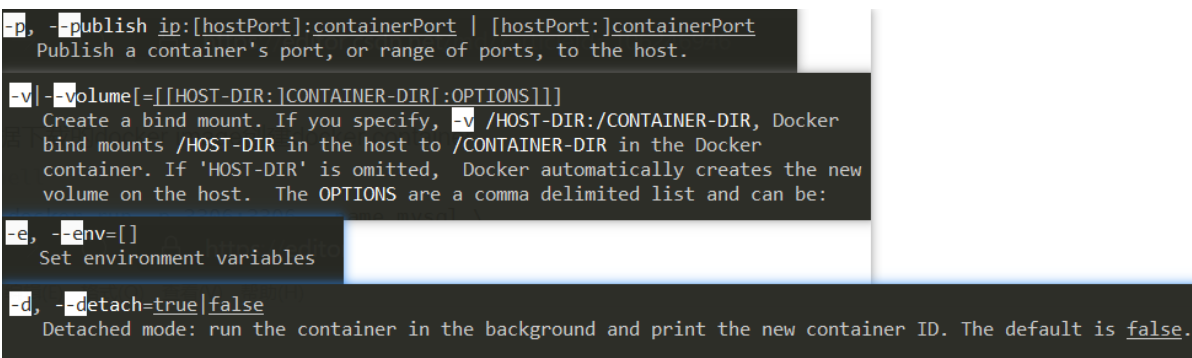 -p, --publish ip:[hostPort]:containerPort | [hostPort:]containerPort
Publish a container's port, or range of ports, to the host.
-v|--volume[=[[HOST-DIR:]CONTAINER-DIR[:OPTIONS]]]
Create a bind mount. If you specify, -v /HOST-DIR:/CONTAINER-DIR, Docker
bind mounts /HOST-DIR in the host to /CONTAINER-DIR in the Docker
container. If 'HOST-DIR' is omitted,  Docker automatically creates the new
volume on the host.  The OPTIONS are a comma delimited list and can be:
-e, --env=[]
Set environment variables
-d, --detach=true|false
Detached mode: run the container in the background and print the new container ID. The default is false.